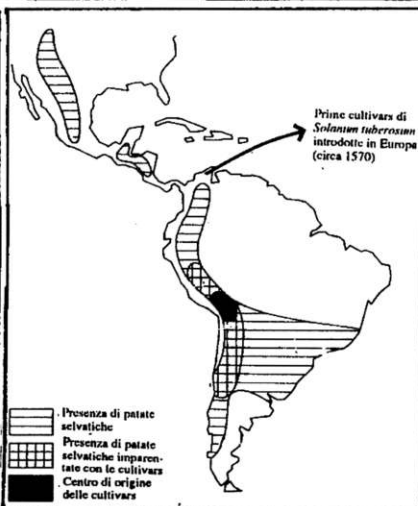 Prime cultivars di
Solanum tuberosum
introdotte in Europa
(circa 1570)
Presenza di patate
selvatiche
Presenza di patate
selvatiche imparen-
tate con le cultivars
Centro di origine
delle cultivars